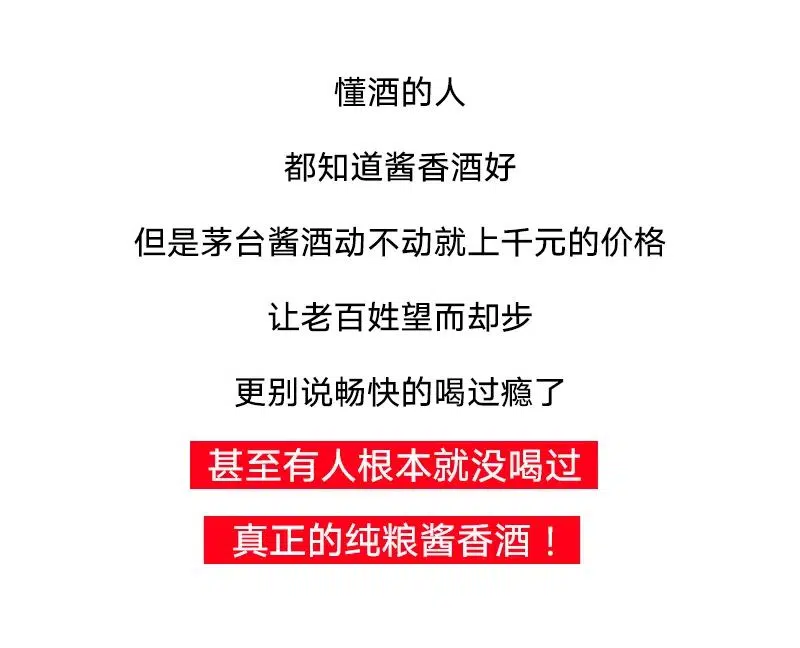 懂酒的人
都知道酱香酒好
但是茅台酱酒动不动就上千元的价格
让老百姓望而却步
更别说畅快的喝过瘾了
甚至有人根本就没喝过
真正的纯粮酱香酒！